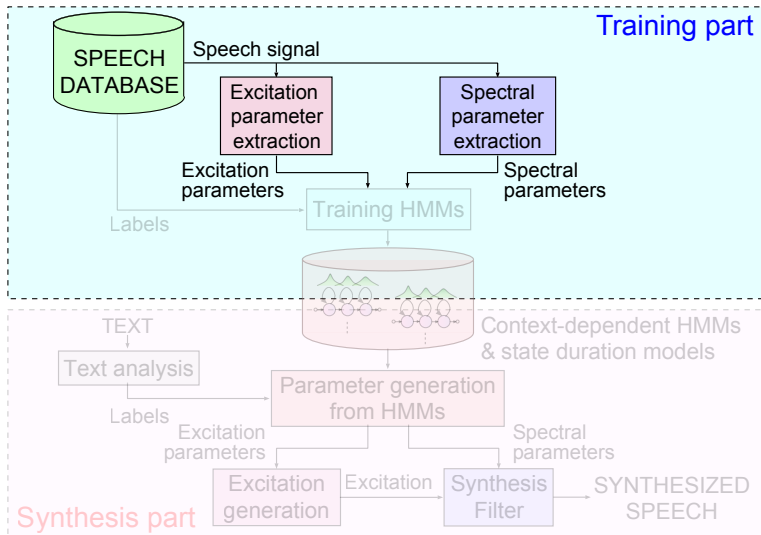 Training part
SPEECH
DATABASE
Speech signal
Excitation
parameter
extraction
Spectral
parameter
extraction
Excitation
parameters
Spectral
parameters
Labels
Training HMMs
TEXT
Context-dependent HMMs
& state duration models
Text analysis
Parameter generation
from HMMs
Labels
Excitation
parameters
Spectral
parameters
Excitation
generation
Excitation
Synthesis
Filter
SYNTHESIZED
SPEECH
Synthesis part